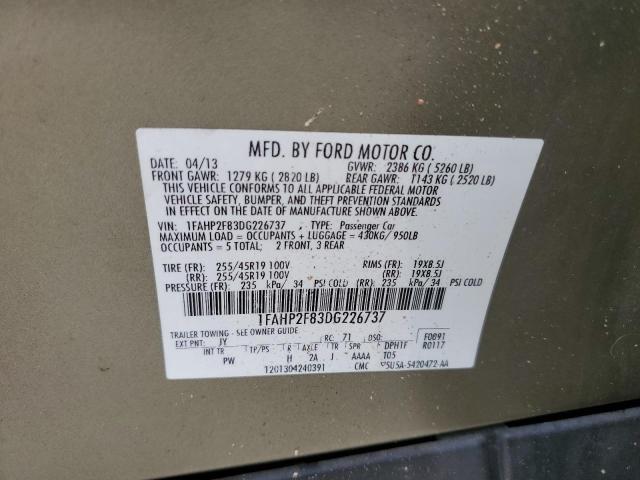 MFD. BY FORD MOTOR CO.
DATE: 04/13 GVWR: 2386 KG ( 5260 LB)
FRONT GAWR: 1279 KG ( 2820 LB) REAR GAWR: 1143 KG ( 2520 LB)
THIS VEHICLE CONFORMS TO ALL APPLICABLE FEDERAL MOTOR
VEHICLE SAFETY, BUMPER, AND THEFT PREVENTION STANDARDS
IN EFFECT ON THE DATE OF MANUFACTURE SHOWN ABOVE.
VIN: 1FAHP2F83DG226737 , TYPE: Passenger Car
MAXIMUM LOAD = OCCUPANTS + LUGGAGE = 430KG/ 950LB
OCCUPANTS = 5 TOTAL: 2 FRONT, 3 REAR
TIRE (FR): 255/45R19 100V RIMS (FR): 19X8.5J
(RR): 255/45R19 100V (RR): 19X8.5J
PRESSURE (FR): 235 kPa/ 34 PSI COLD (RR): 235 kPa/ 34 PSI COLD
1FAHP2F83DG226737
TRAILER TOWING - SEE OWNER GUIDE
EXT PNT: JY RC: 71 DSO: F0091
INT TR TP/PS R AXLE TR SPR DPHTF R0117
PW H 2A J AAAA T05
1201304240391 CMC 5U5A-5420472-AA